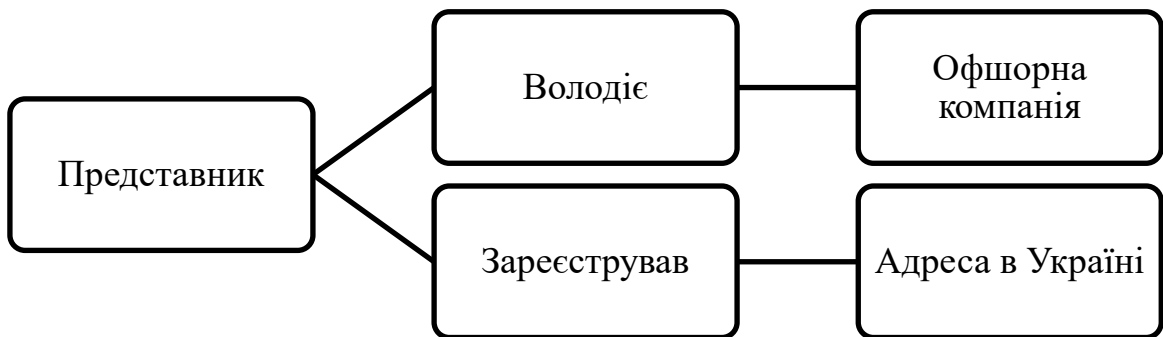 Представник
Володіє
Офшорна
компанія
Зареєстрував
Адреса в Україні